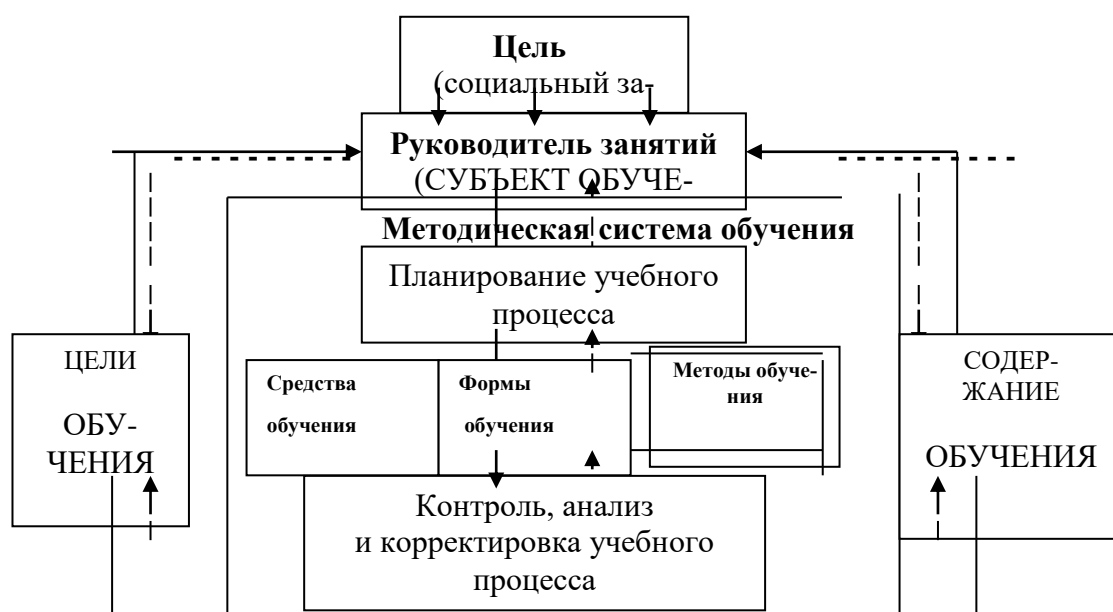 Цель
(социальный за-
Руководитель занятий
(СУБЪЕКТ ОБУЧЕ-
Методическая система обучения
Планирование учебного
процесса
ЦЕЛИ
ОБУ-
ЧЕНИЯ
Средства
обучения
Формы
обучения
Методы обуче-
ния
СОДЕР-
ЖАНИЕ
ОБУЧЕНИЯ
Контроль, анализ
и корректировка учебного
процесса